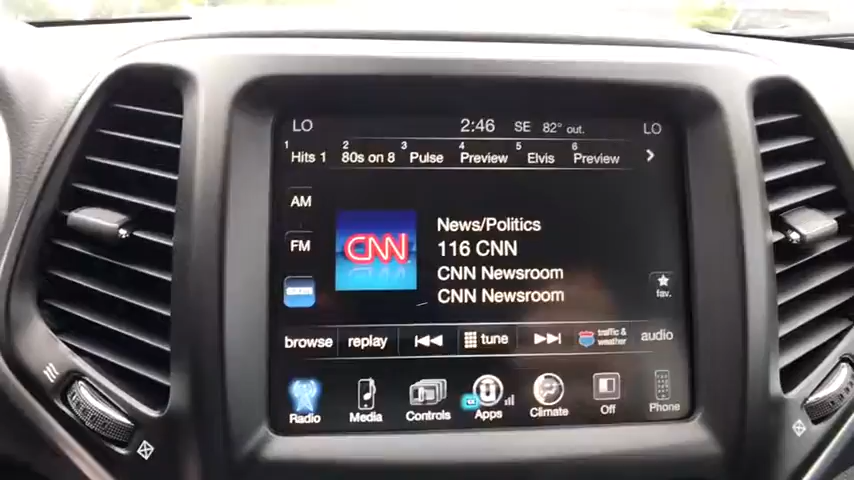 LO 2:46 SE 82° out. LO
1 Hits 1 2 80s on 8 3 Pulse 4 Preview 5 Elvis 6 Preview
AM
FM
CNN
News/Politics
116 CNN
CNN Newsroom
CNN Newsroom
fav.
browse replay tune traffic & weather audio
Radio Media Controls Apps Climate Off Phone